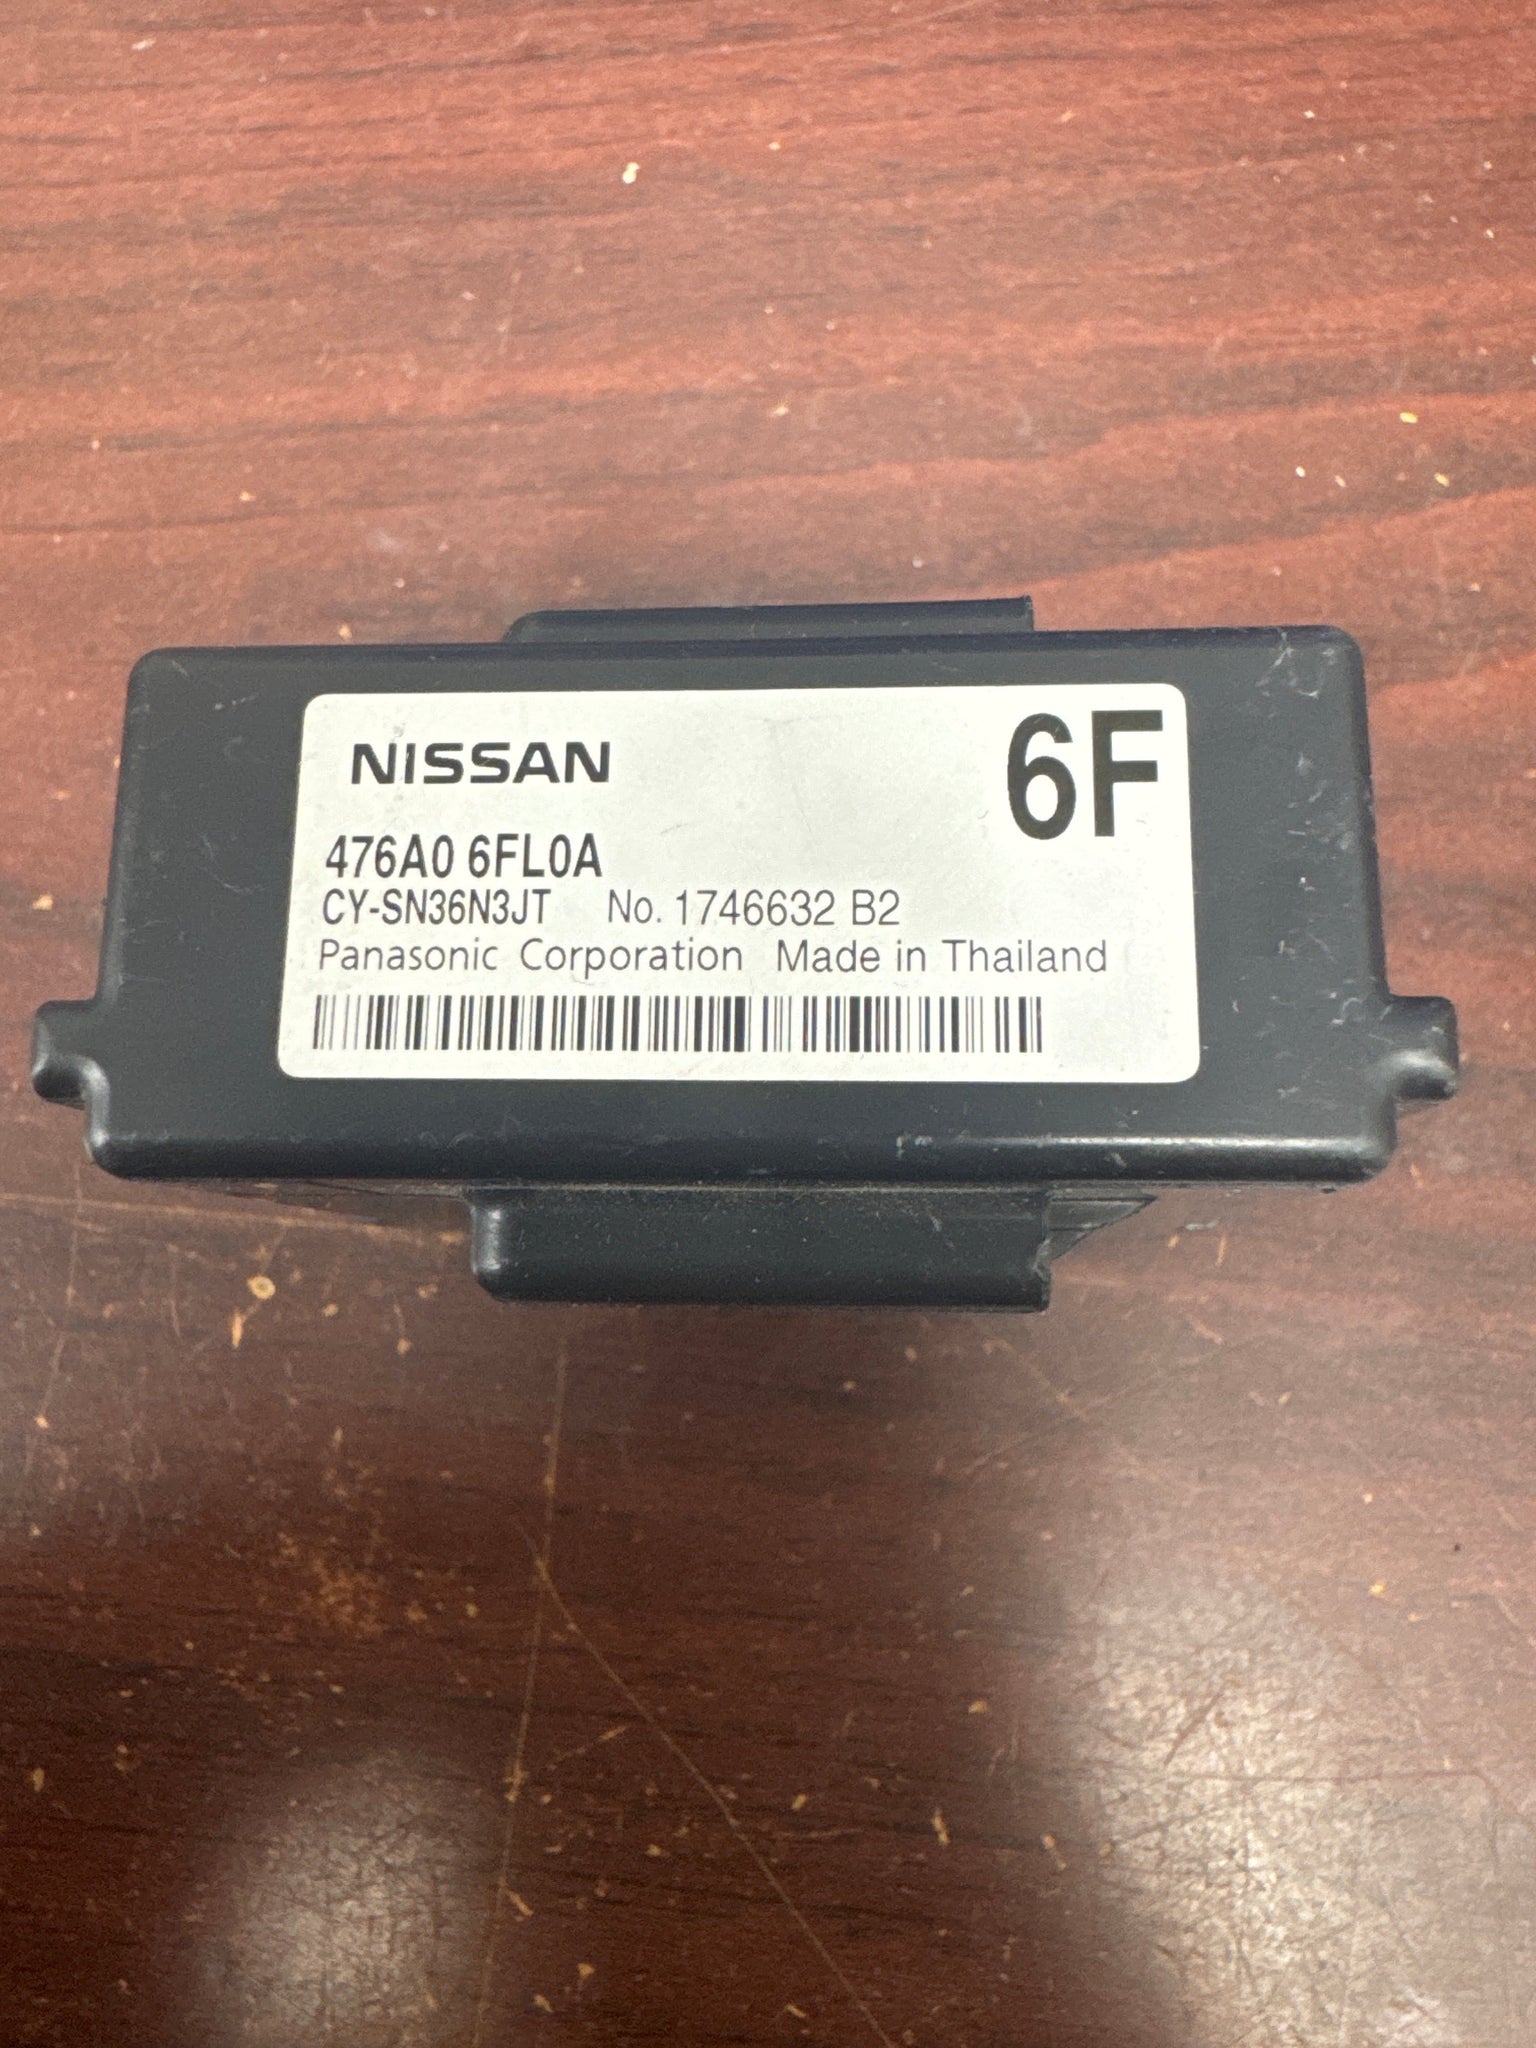 NISSAN
6F
476A0 6FL0A
CY-SN36N3JT No. 1746632 B2
Panasonic Corporation Made in Thailand